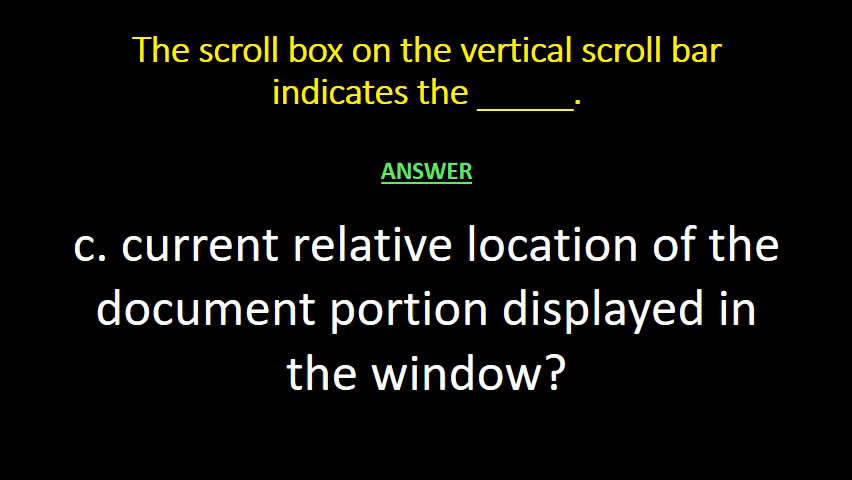 The scroll box on the vertical scroll bar
indicates the _____.
ANSWER
c. current relative location of the
document portion displayed in
the window?